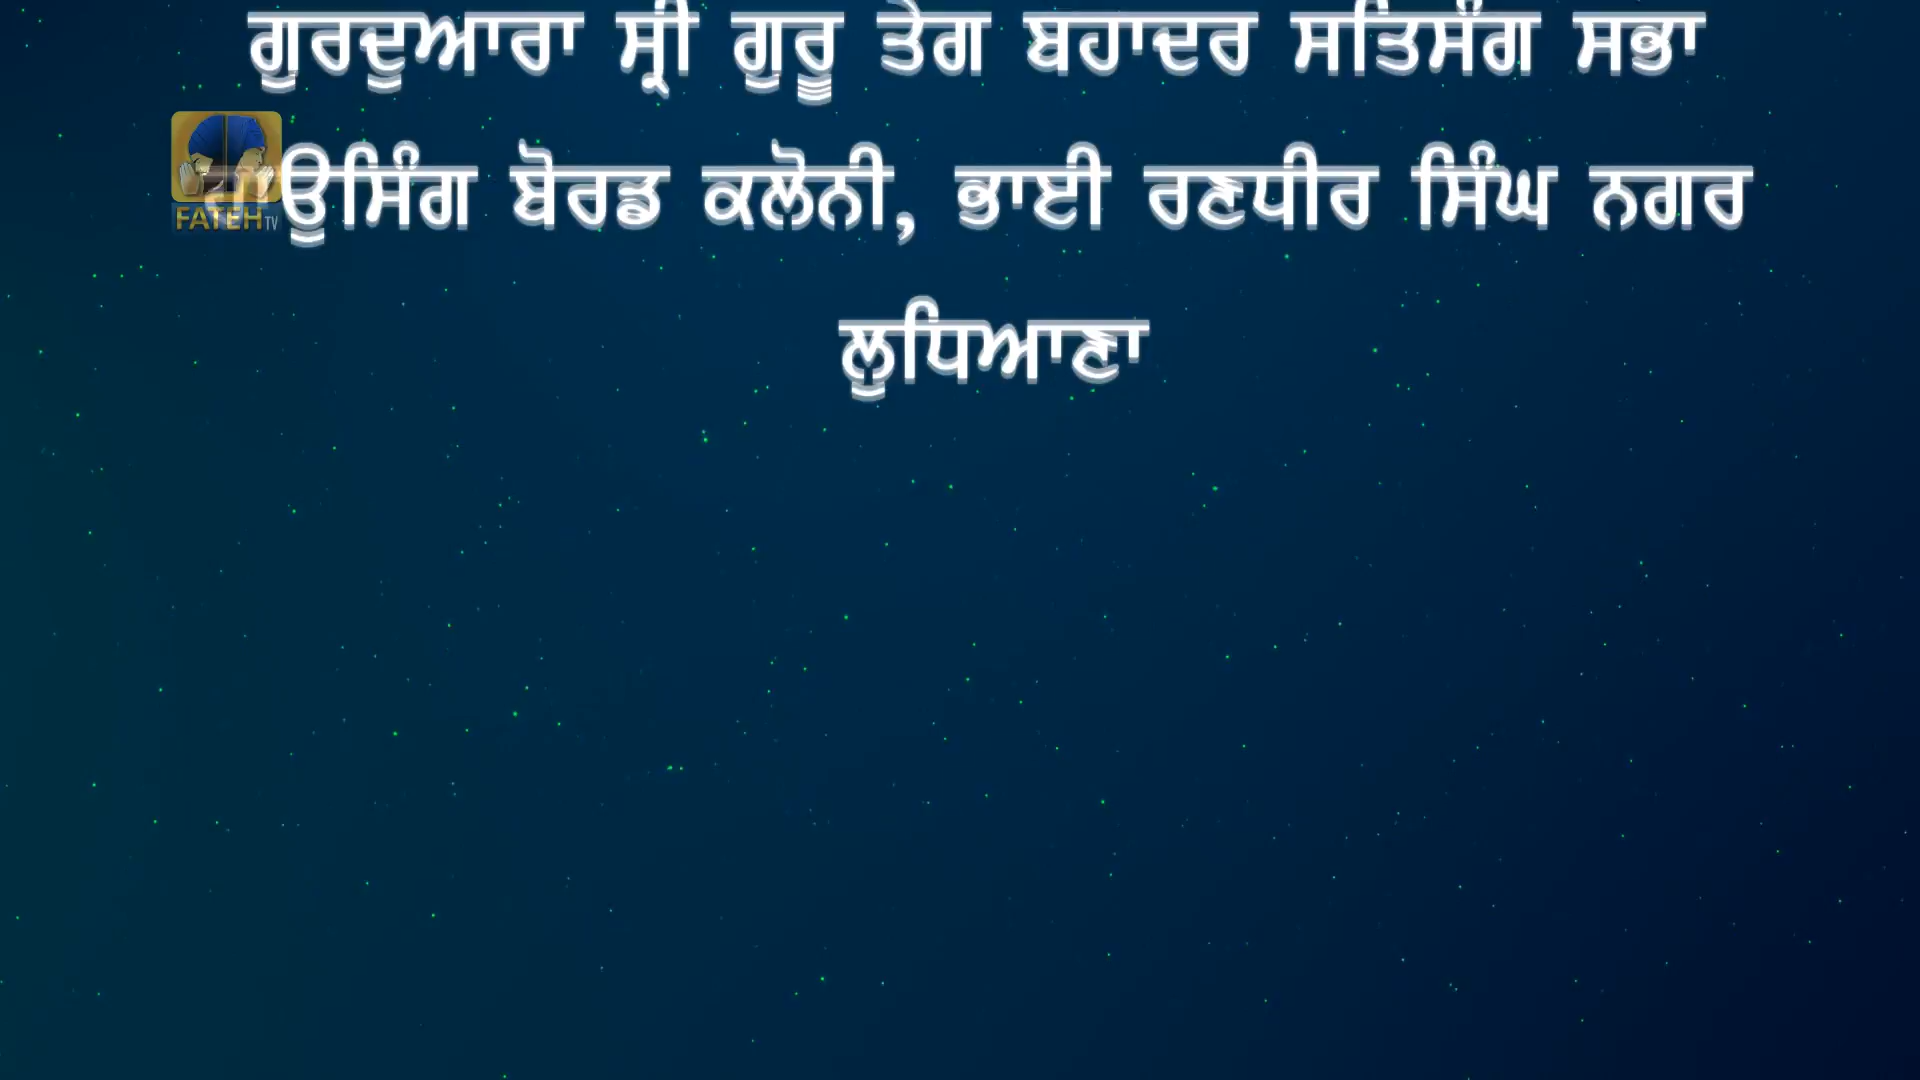 ਗੁਰਦੁਆਰਾ ਸ੍ਰੀ ਗੁਰੂ ਤੇਗ ਬਹਾਦਰ ਸਤਿਸੰਗ ਸਭਾ
ਹਾਊਸਿੰਗ ਬੋਰਡ ਕਲੋਨੀ, ਭਾਈ ਰਣਧੀਰ ਸਿੰਘ ਨਗਰ
FATEH TV
ਲੁਧਿਆਣਾ